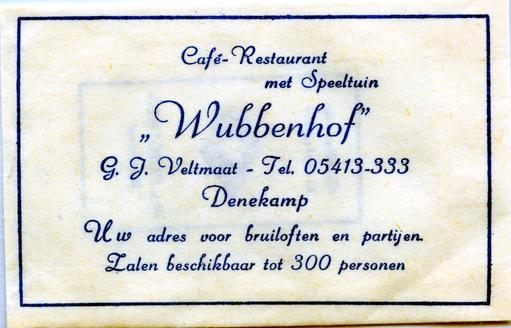 Café-Restaurant
met Speeltuin
„Wubbenhof”
G. J. Veltmaat - Tel. 05413-333
Denekamp
Uw adres voor bruiloften en partijen.
Zalen beschikbaar tot 300 personen